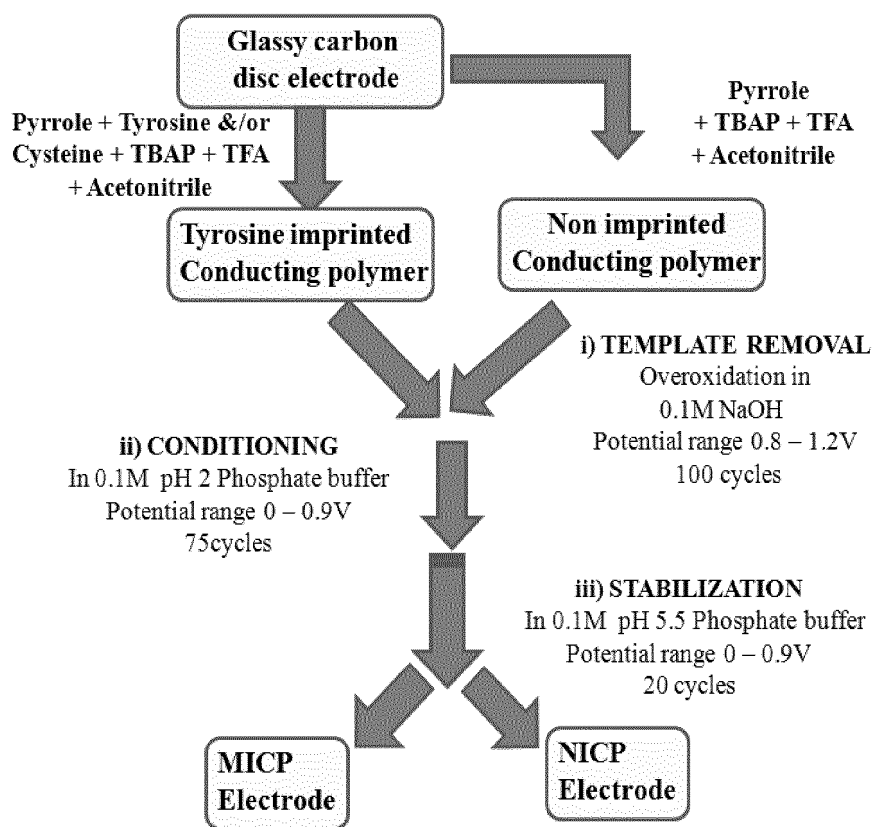 Glassy carbon
disc electrode
Pyrrole + Tyrosine &/or
Cysteine + TBAP + TFA
+ Acetonitrile
Pyrrole
+ TBAP + TFA
+ Acetonitrile
Tyrosine imprinted
Conducting polymer
Non imprinted
Conducting polymer
i) TEMPLATE REMOVAL
Overoxidation in
0.1M NaOH
Potential range 0.8 – 1.2V
100 cycles
ii) CONDITIONING
In 0.1M pH 2 Phosphate buffer
Potential range 0 – 0.9V
75cycles
iii) STABILIZATION
In 0.1M pH 5.5 Phosphate buffer
Potential range 0 – 0.9V
20 cycles
MICP
Electrode
NICP
Electrode